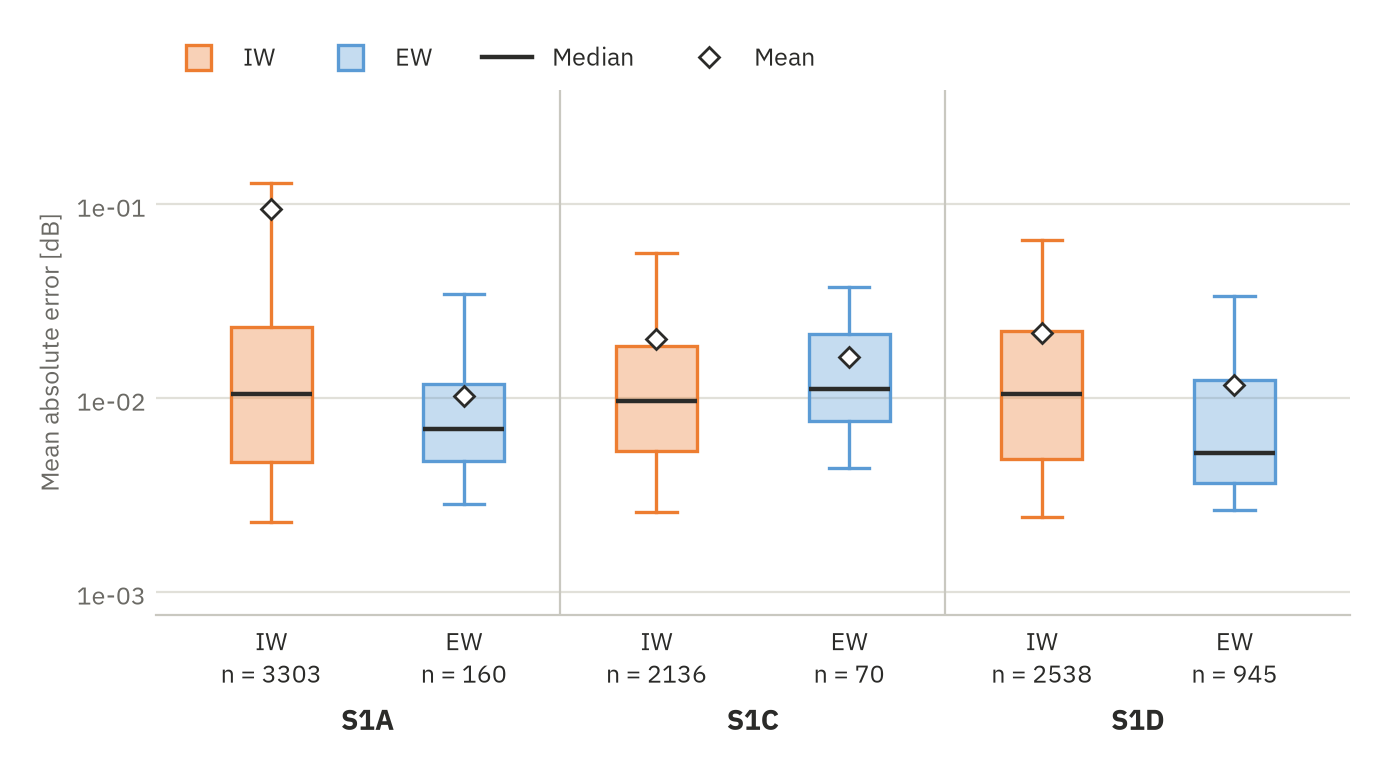 IW EW Median Mean
Mean absolute error [dB]
1e-01
1e-02
1e-03
IW EW IW EW IW EW
n = 3303 n = 160 n = 2136 n = 70 n = 2538 n = 945
S1A S1C S1D